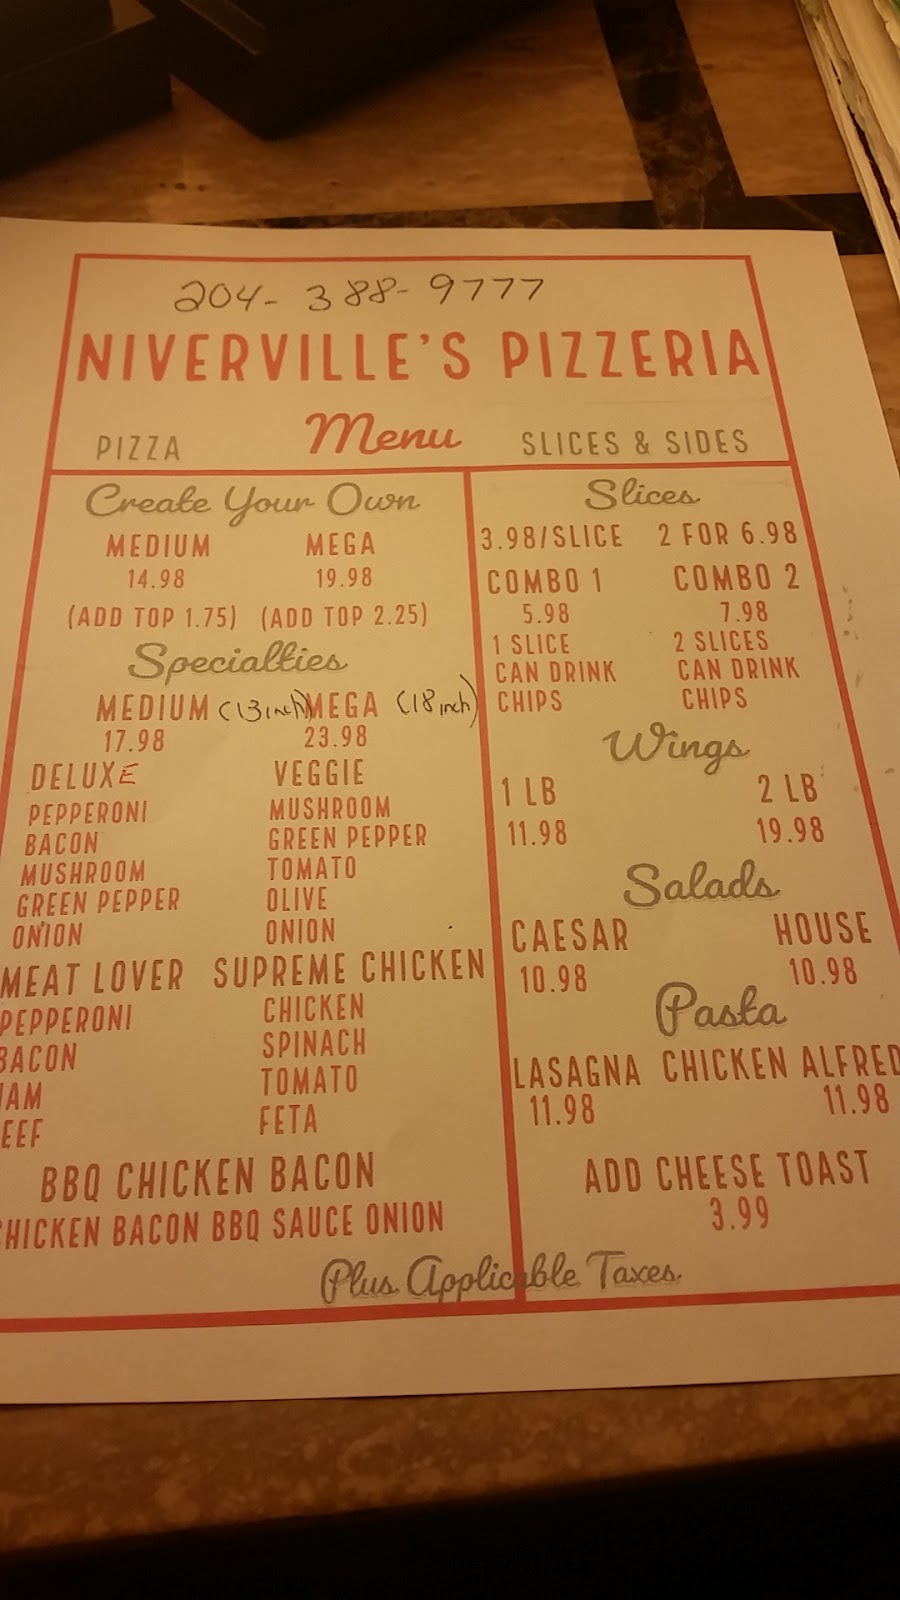 204-388-9777
NIVERVILLE'S PIZZERIA
PIZZA Menu SLICES & SIDES
Create Your Own
MEDIUM MEGA
14.98 19.98
(ADD TOP 1.75) (ADD TOP 2.25)
Specialties
MEDIUM (13inch) MEGA (18 inch)
17.98 23.98
DELUXE VEGGIE
PEPPERONI MUSHROOM
BACON GREEN PEPPER
MUSHROOM TOMATO
GREEN PEPPER OLIVE
ONION ONION
MEAT LOVER SUPREME CHICKEN
PEPPERONI CHICKEN
BACON SPINACH
HAM TOMATO
EEF FETA
BBQ CHICKEN BACON
CHICKEN BACON BBQ SAUCE ONION
Slices
3.98/SLICE 2 FOR 6.98
COMBO 1 COMBO 2
5.98 7.98
1 SLICE 2 SLICES
CAN DRINK CAN DRINK
CHIPS CHIPS
Wings
1 LB 2 LB
11.98 19.98
Salads
CAESAR HOUSE
10.98 10.98
Pasta
LASAGNA CHICKEN ALFRED
11.98 11.98
ADD CHEESE TOAST
3.99
Plus Applicable Taxes